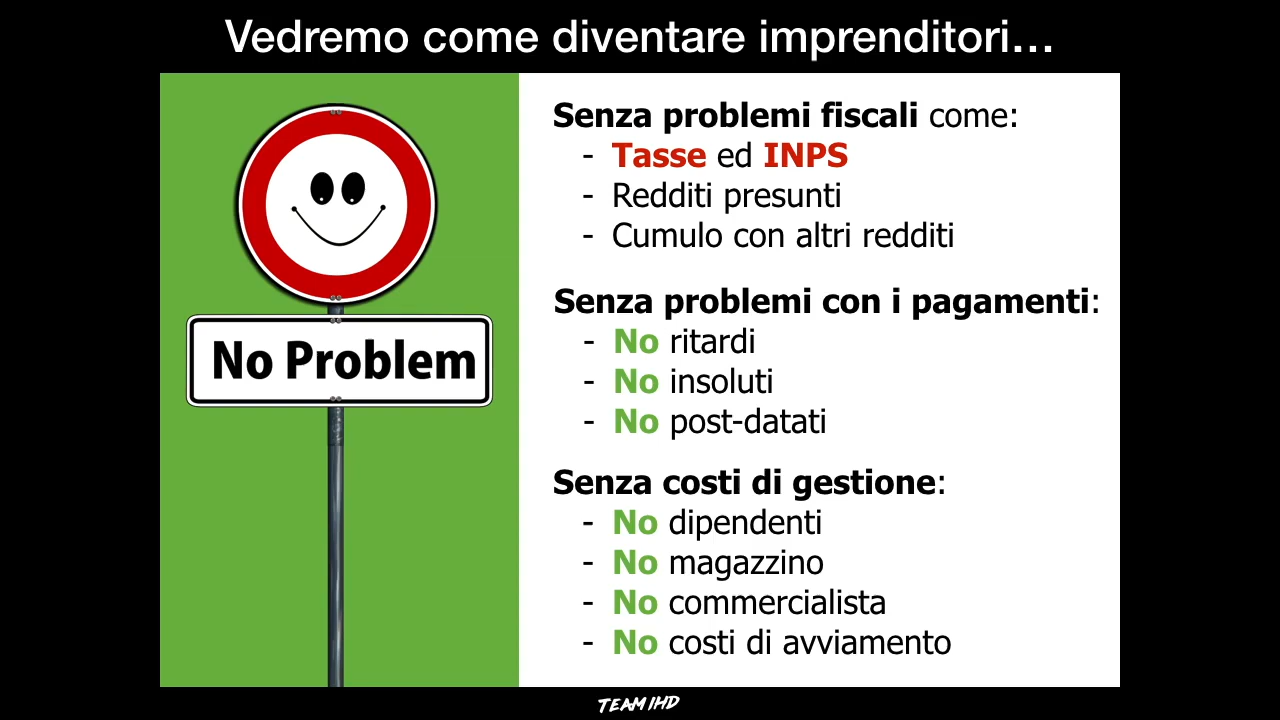 Vedremo come diventare imprenditori...
No Problem
Senza problemi fiscali come:
- Tasse ed INPS
- Redditi presunti
- Cumulo con altri redditi
Senza problemi con i pagamenti:
- No ritardi
- No insoluti
- No post-datati
Senza costi di gestione:
- No dipendenti
- No magazzino
- No commercialista
- No costi di avviamento
TEAM IHD